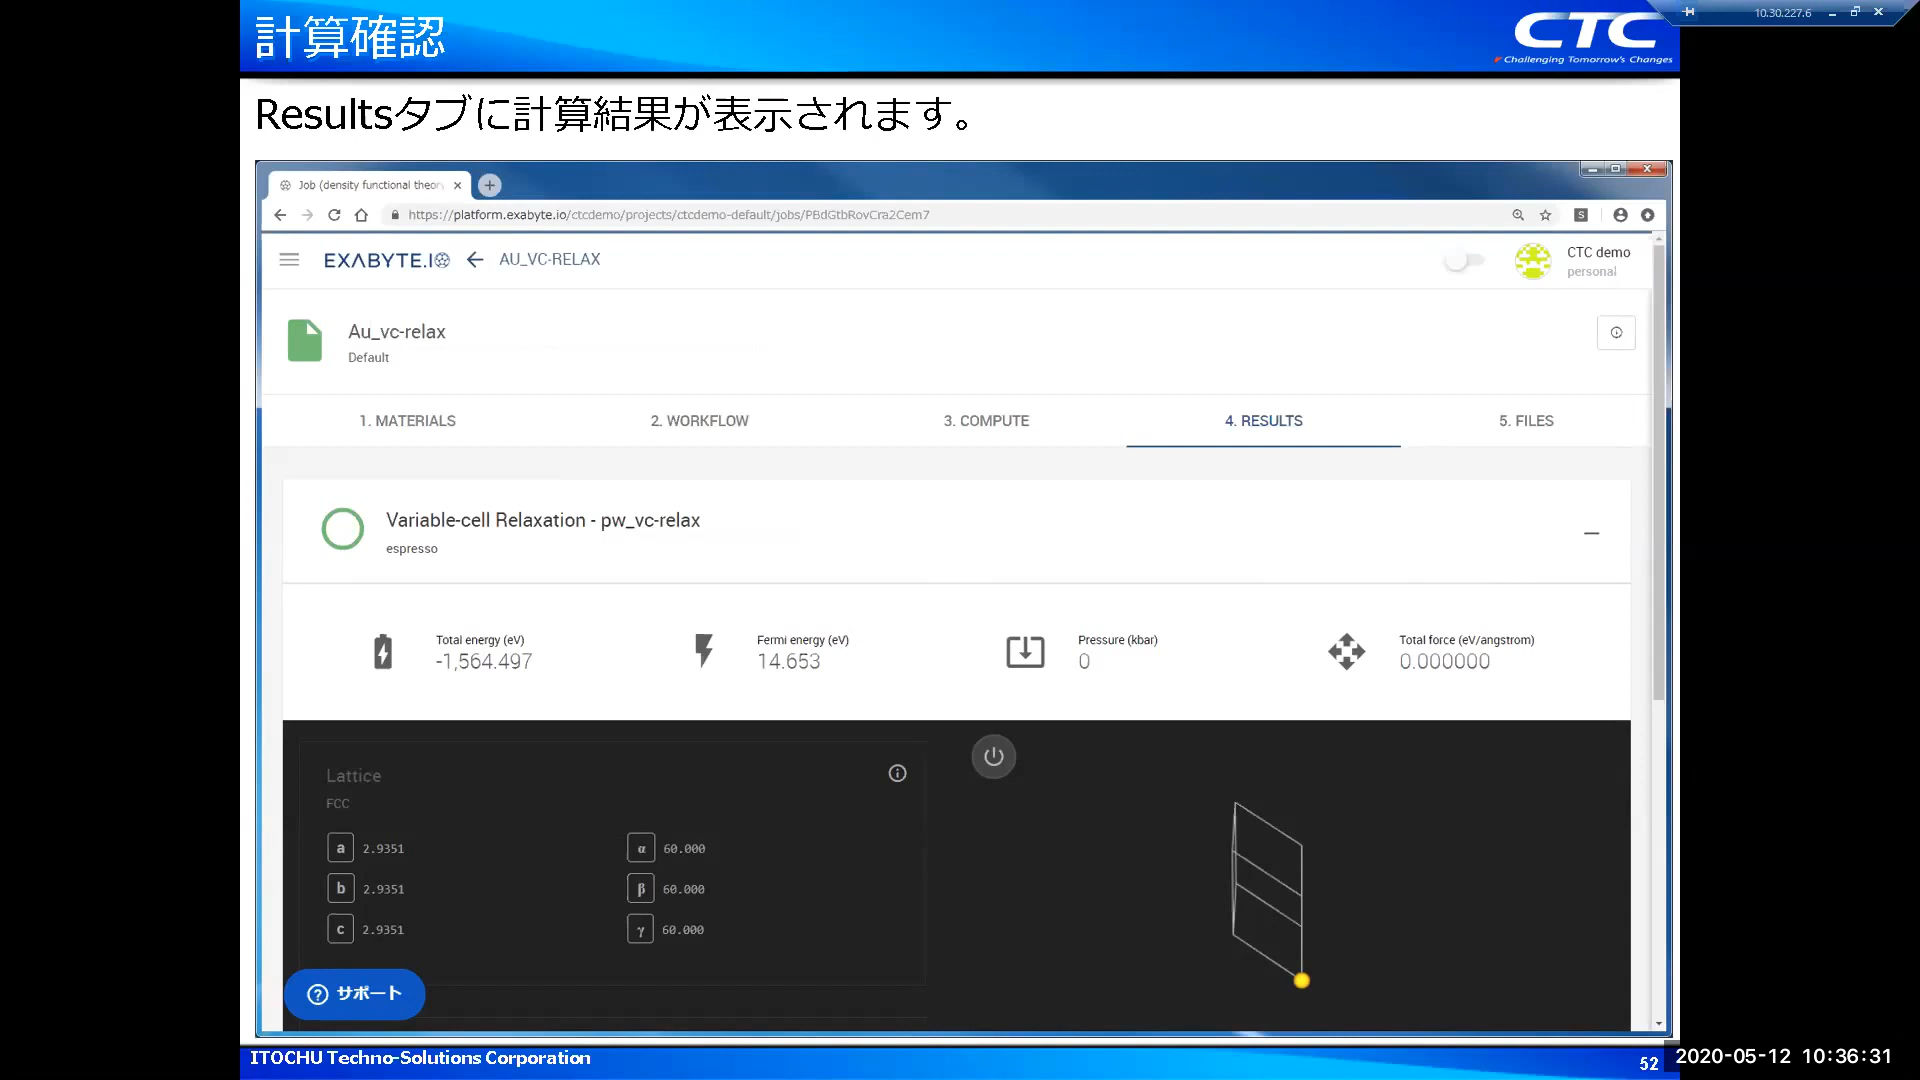 計算確認
CTC
Challenging Tomorrow's Changes
10.30.227.6
Resultsタブに計算結果が表示されます。
Job (density functional theor
https://platform.exabyte.io/ctcdemo/projects/ctcdemo-default/jobs/PBdGtbRovCra2Cem7
EXABYTE.IO
AU_VC-RELAX
CTC demo
personal
Au_vc-relax
Default
1. MATERIALS
2. WORKFLOW
3. COMPUTE
4. RESULTS
5. FILES
Variable-cell Relaxation - pw_vc-relax
espresso
Total energy (eV)
-1,564.497
Fermi energy (eV)
14.653
Pressure (kbar)
0
Total force (eV/angstrom)
0.000000
Lattice
FCC
a 2.9351
α 60.000
b 2.9351
β 60.000
c 2.9351
γ 60.000
サポート
ITOCHU Techno-Solutions Corporation
52
2020-05-12 10:36:31